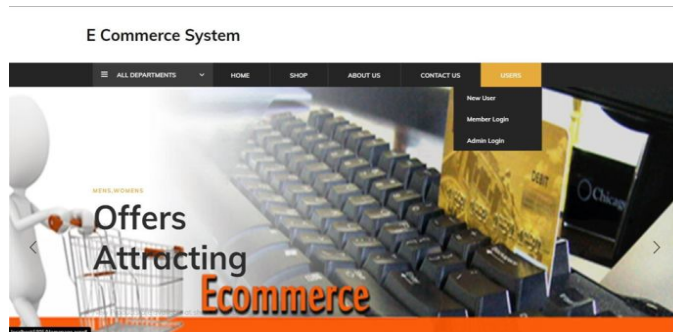 E Commerce System
ALL DEPARTMENTS HOME SHOP ABOUT US CONTACT US USERS
New User
Member Login
Admin Login
MENS,WOMENS
DEBIT
Offers
Attracting
Ecommerce